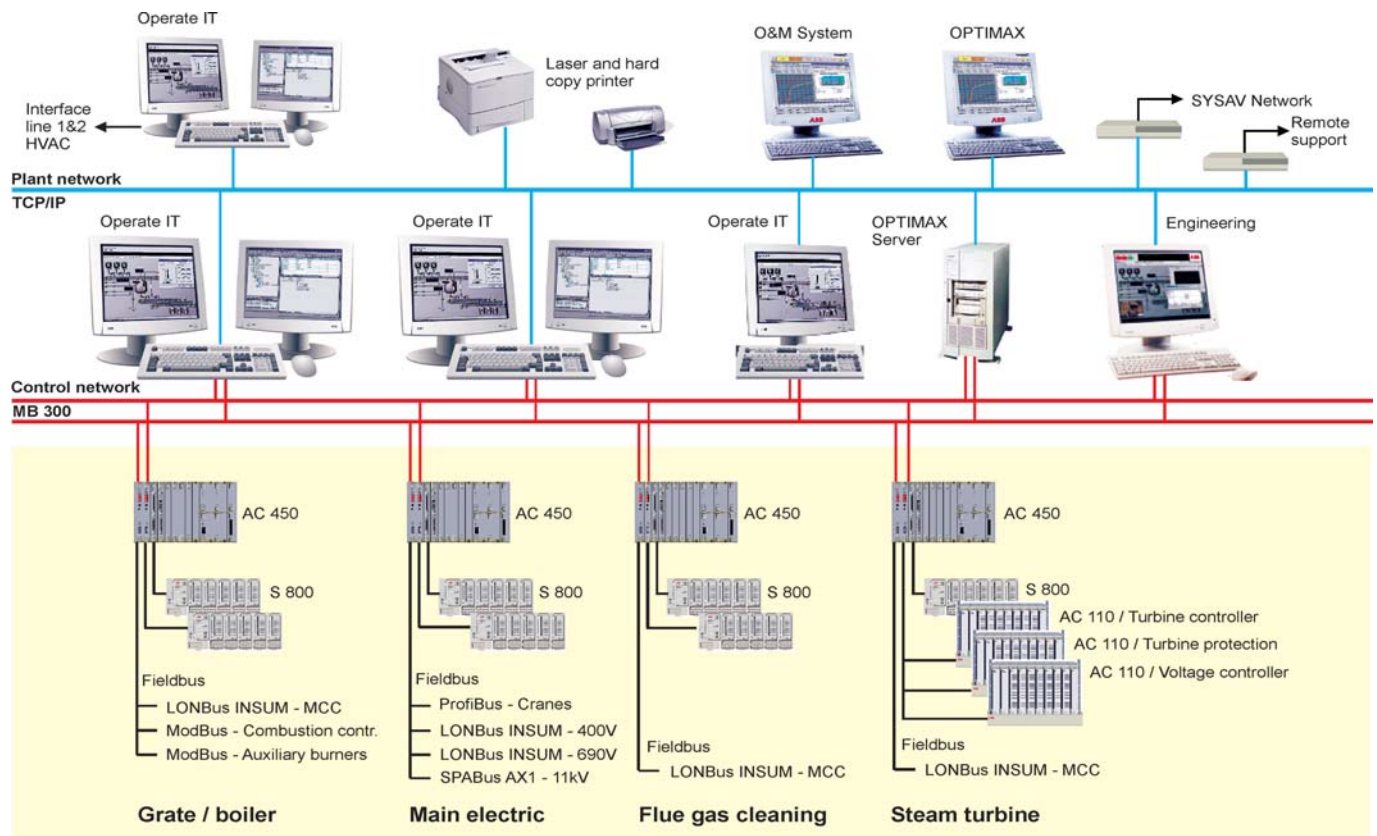 Operate IT
Interface
line 1&2
HVAC
Laser and hard
copy printer
O&M System
OPTIMAX
ABB
ABB
SYSAV Network
Remote
support
Plant network
TCP/IP
Operate IT
Operate IT
Operate IT
OPTIMAX
Server
Engineering
Control network
MB 300
AC 450
AC 450
AC 450
AC 450
S 800
S 800
S 800
S 800
AC 110 / Turbine controller
AC 110 / Turbine protection
AC 110 / Voltage controller
Fieldbus
LONBus INSUM - MCC
ModBus - Combustion contr.
ModBus - Auxiliary burners
Fieldbus
ProfiBus - Cranes
LONBus INSUM - 400V
LONBus INSUM - 690V
SPABus AX1 - 11kV
Fieldbus
LONBus INSUM - MCC
Fieldbus
LONBus INSUM - MCC
Grate / boiler
Main electric
Flue gas cleaning
Steam turbine